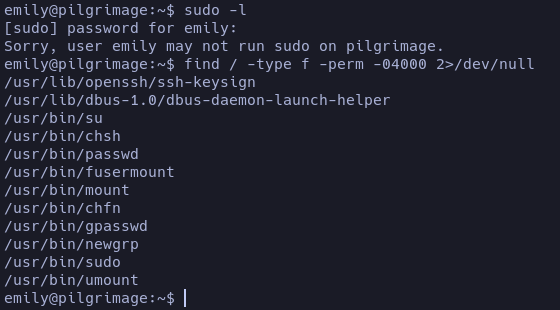 emily@pilgrimage:~$ sudo -l
[sudo] password for emily:
Sorry, user emily may not run sudo on pilgrimage.
emily@pilgrimage:~$ find / -type f -perm -04000 2>/dev/null
/usr/lib/openssh/ssh-keysign
/usr/lib/dbus-1.0/dbus-daemon-launch-helper
/usr/bin/su
/usr/bin/chsh
/usr/bin/passwd
/usr/bin/fusermount
/usr/bin/mount
/usr/bin/chfn
/usr/bin/gpasswd
/usr/bin/newgrp
/usr/bin/sudo
/usr/bin/umount
emily@pilgrimage:~$